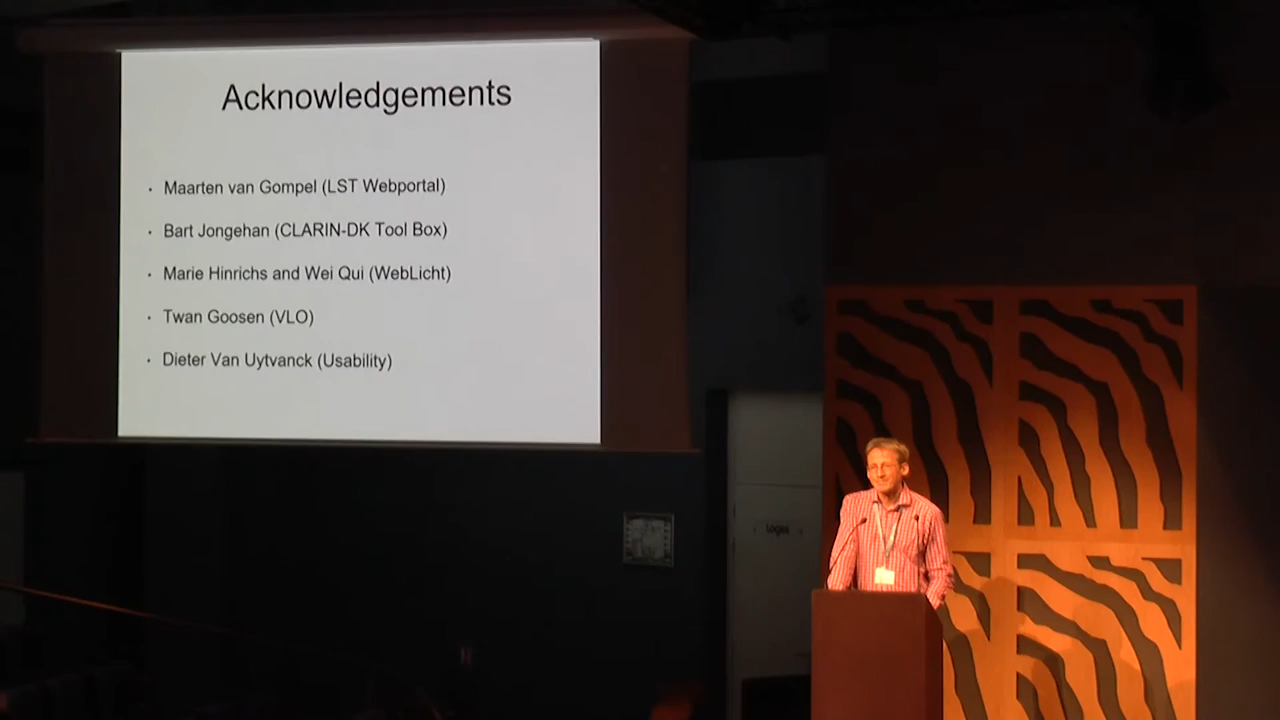 Acknowledgements
· Maarten van Gompel (LST Webportal)
· Bart Jongehan (CLARIN-DK Tool Box)
· Marie Hinrichs and Wei Qui (WebLicht)
· Twan Goosen (VLO)
· Dieter Van Uytvanck (Usability)
Loges